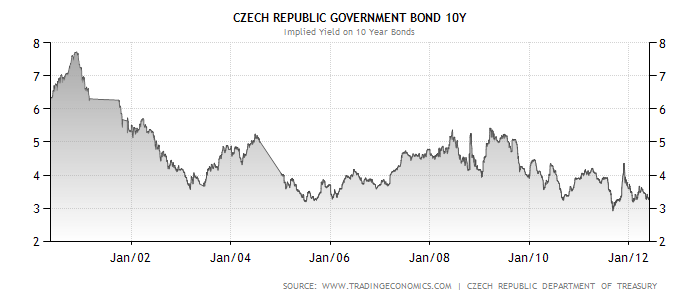 CZECH REPUBLIC GOVERNMENT BOND 10Y
Implied Yield on 10 Year Bonds
8 8
7 7
6 6
5 5
4 4
3 3
2 2
Jan/02 Jan/04 Jan/06 Jan/08 Jan/10 Jan/12
SOURCE: WWW.TRADINGECONOMICS.COM | CZECH REPUBLIC DEPARTMENT OF TREASURY